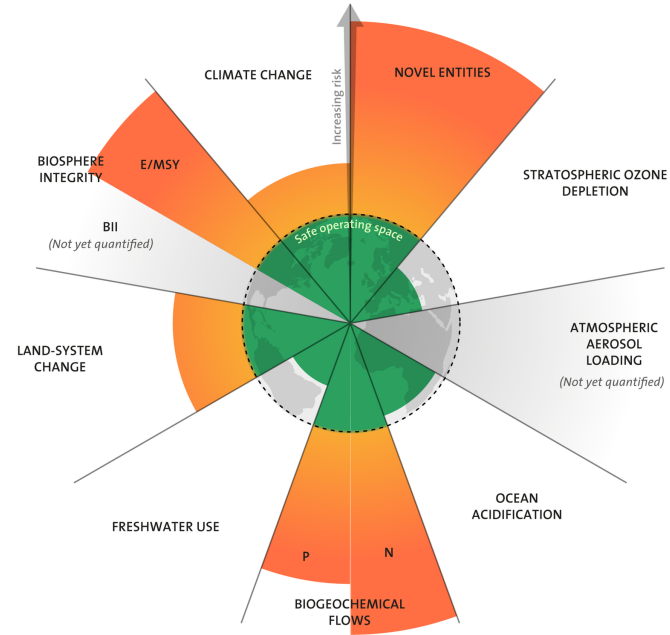 CLIMATE CHANGE
Increasing risk
NOVEL ENTITIES
STRATOSPHERIC OZONE
DEPLETION
BIOSPHERE
INTEGRITY
E/MSY
BII
(Not yet quantified)
Safe operating space
LAND-SYSTEM
CHANGE
ATMOSPHERIC
AEROSOL
LOADING
(Not yet quantified)
FRESHWATER USE
OCEAN
ACIDIFICATION
P
N
BIOGEOCHEMICAL
FLOWS